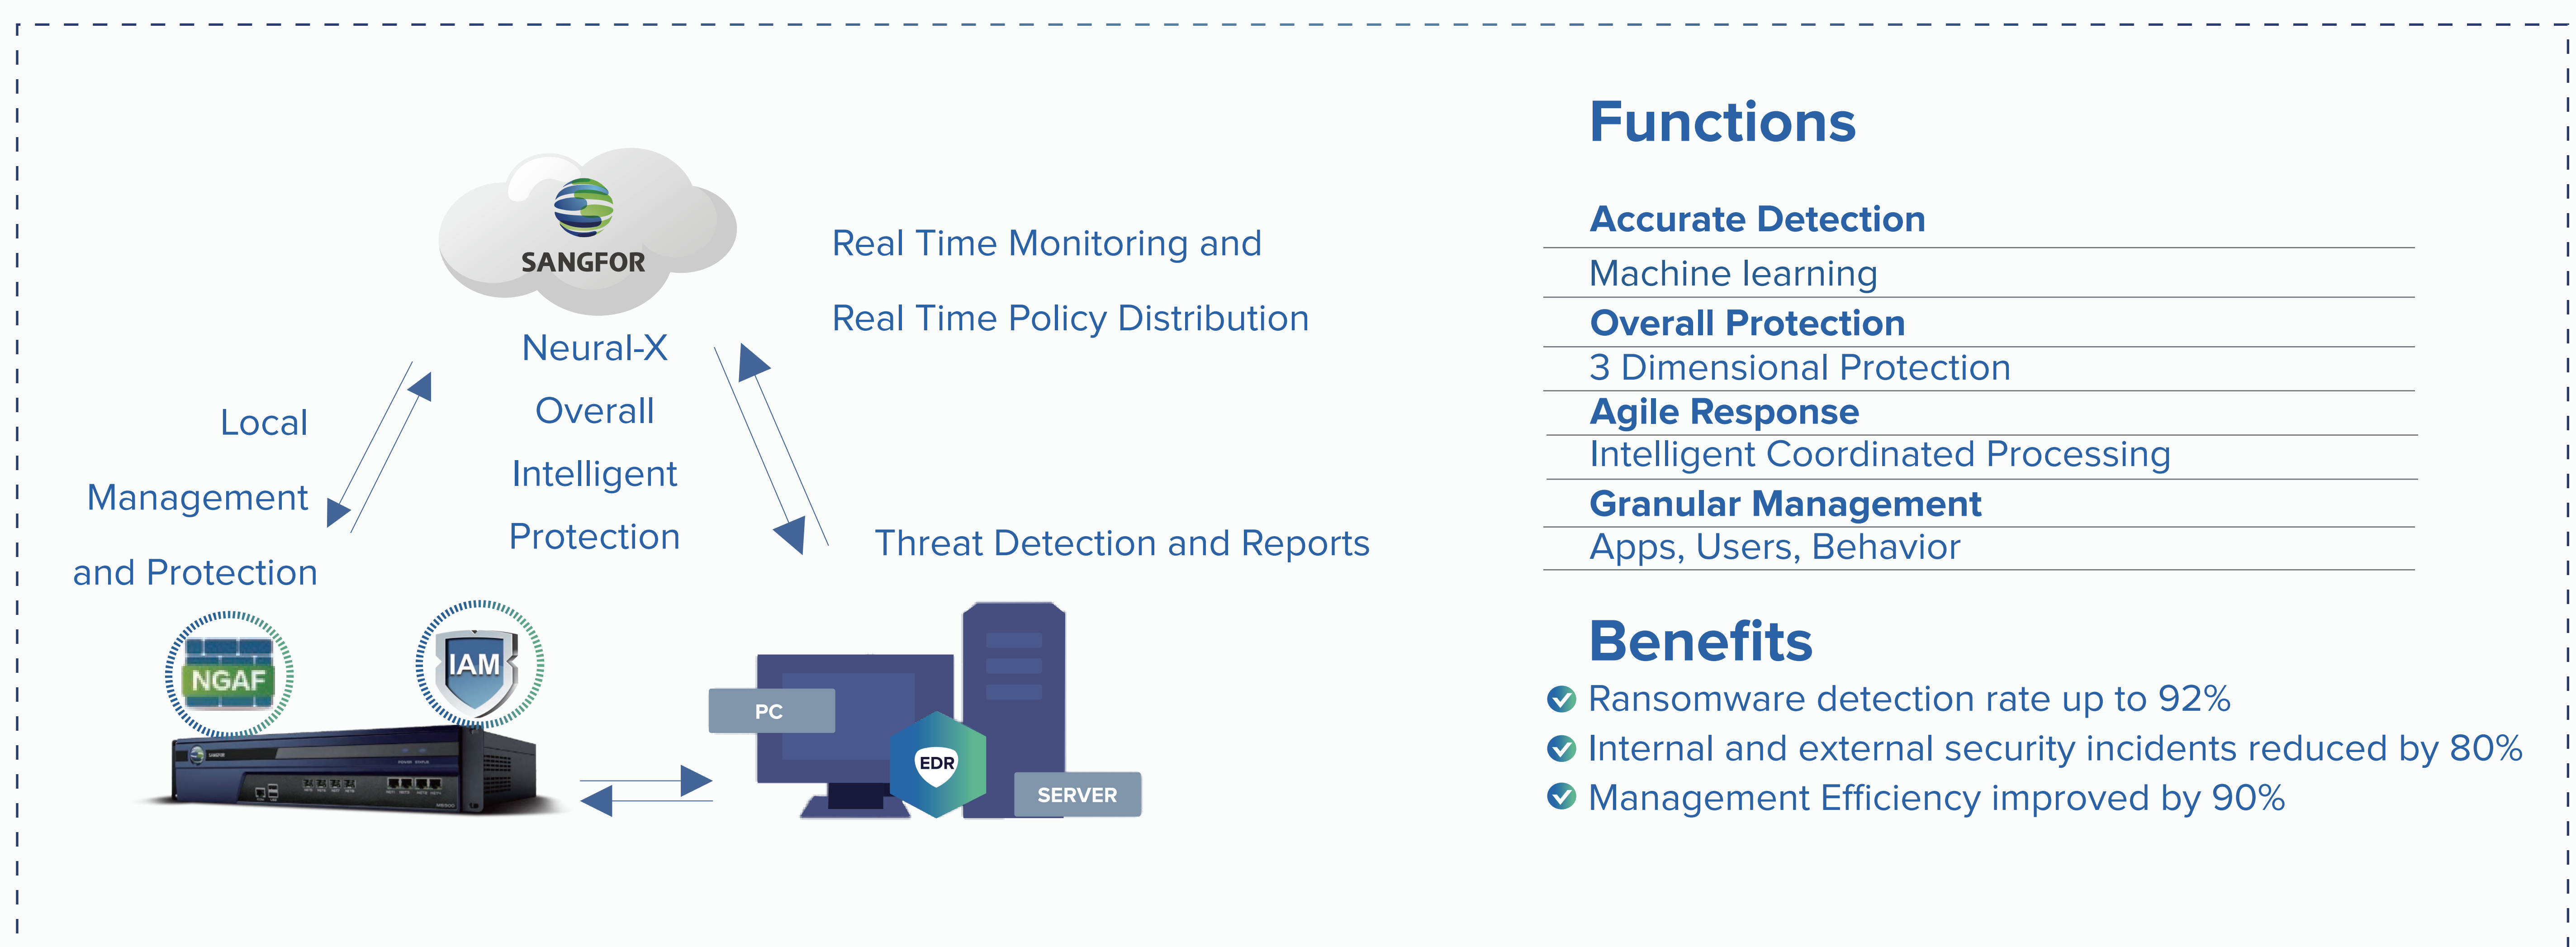 SANGFOR
Real Time Monitoring and
Real Time Policy Distribution
Neural-X
Overall
Intelligent
Protection
Local
Management
and Protection
Threat Detection and Reports
NGAF
IAM
SANGFOR
PC
EDR
SERVER
Functions
Accurate Detection
Machine learning
Overall Protection
3 Dimensional Protection
Agile Response
Intelligent Coordinated Processing
Granular Management
Apps, Users, Behavior
Benefits
Ransomware detection rate up to 92%
Internal and external security incidents reduced by 80%
Management Efficiency improved by 90%